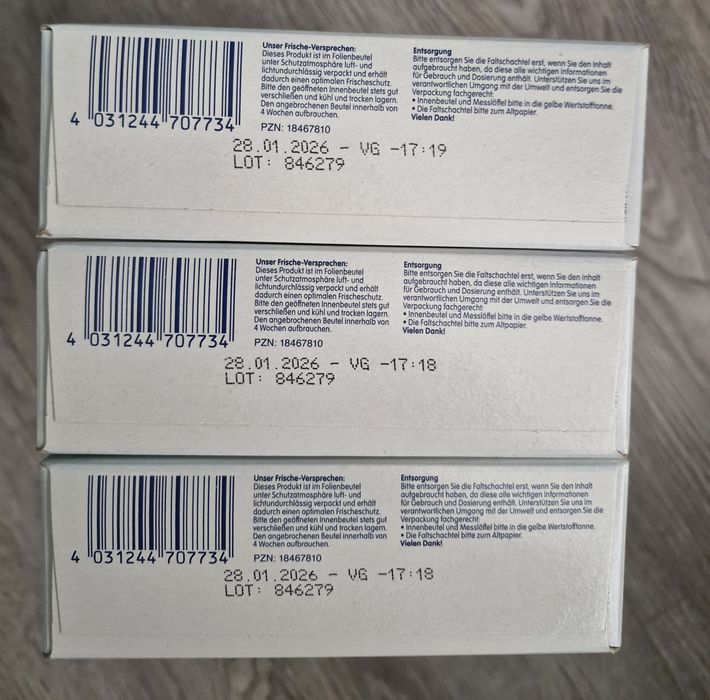 Unser Frische-Versprechen:
Dieses Produkt ist im Folienbeutel
unter Schutzatmosphäre luft- und
lichtundurchlässig verpackt und erhält
dadurch einen optimalen Frischeschutz.
Bitte den geöffneten Innenbeutel stets gut
verschließen und kühl und trocken lagern.
Den angebrochenen Beutel innerhalb von
4 Wochen aufbrauchen.
PZN: 18467810
Entsorgung
Bitte entsorgen Sie die Faltschachtel erst, wenn Sie den Inhalt
aufgebraucht haben, da diese alle wichtigen Informationen
für Gebrauch und Dosierung enthält. Unterstützen Sie uns im
verantwortlichen Umgang mit der Umwelt und entsorgen Sie die
Verpackung fachgerecht:
• Innenbeutel und Messlöffel bitte in die gelbe Wertstofftonne.
• Die Faltschachtel bitte zum Altpapier.
Vielen Dank!
4 031244 707734
28.01.2026 - VG -17:19
LOT: 846279
Unser Frische-Versprechen:
Dieses Produkt ist im Folienbeutel
unter Schutzatmosphäre luft- und
lichtundurchlässig verpackt und erhält
dadurch einen optimalen Frischeschutz.
Bitte den geöffneten Innenbeutel stets gut
verschließen und kühl und trocken lagern.
Den angebrochenen Beutel innerhalb von
4 Wochen aufbrauchen.
PZN: 18467810
Entsorgung
Bitte entsorgen Sie die Faltschachtel erst, wenn Sie den Inhalt
aufgebraucht haben, da diese alle wichtigen Informationen
für Gebrauch und Dosierung enthält. Unterstützen Sie uns im
verantwortlichen Umgang mit der Umwelt und entsorgen Sie die
Verpackung fachgerecht:
• Innenbeutel und Messlöffel bitte in die gelbe Wertstofftonne.
• Die Faltschachtel bitte zum Altpapier.
Vielen Dank!
4 031244 707734
28.01.2026 - VG -17:18
LOT: 846279
Unser Frische-Versprechen:
Dieses Produkt ist im Folienbeutel
unter Schutzatmosphäre luft- und
lichtundurchlässig verpackt und erhält
dadurch einen optimalen Frischeschutz.
Bitte den geöffneten Innenbeutel stets gut
verschließen und kühl und trocken lagern.
Den angebrochenen Beutel innerhalb von
4 Wochen aufbrauchen.
PZN: 18467810
Entsorgung
Bitte entsorgen Sie die Faltschachtel erst, wenn Sie den Inhalt
aufgebraucht haben, da diese alle wichtigen Informationen
für Gebrauch und Dosierung enthält. Unterstützen Sie uns im
verantwortlichen Umgang mit der Umwelt und entsorgen Sie die
Verpackung fachgerecht:
• Innenbeutel und Messlöffel bitte in die gelbe Wertstofftonne.
• Die Faltschachtel bitte zum Altpapier.
Vielen Dank!
4 031244 707734
28.01.2026 - VG -17:18
LOT: 846279